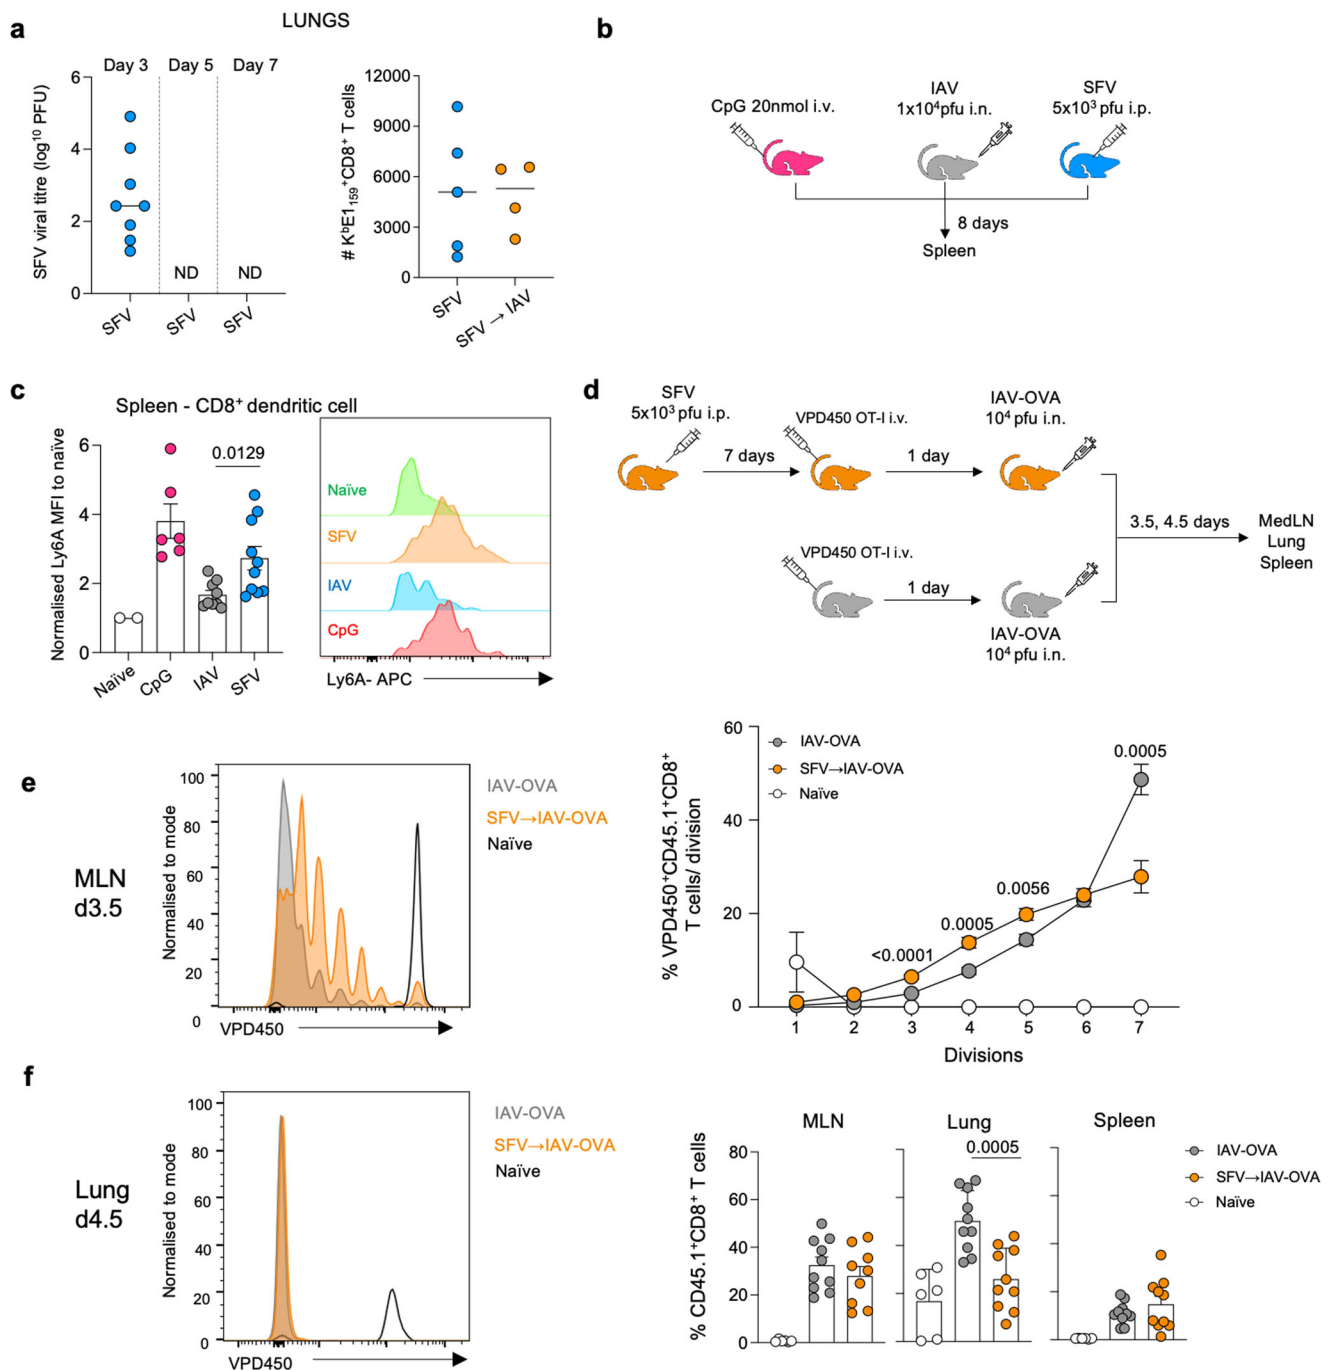 a
LUNGS
Day 3
Day 5
Day 7
SFV viral titre (log¹⁰ PFU)
6
4
2
0
ND
ND
SFV
SFV
SFV
# KᵇE1₁₅₉⁺CD8⁺ T cells
12000
9000
6000
3000
0
SFV
SFV → IAV
b
CpG 20nmol i.v.
IAV
1x10⁴pfu i.n.
SFV
5x10³ pfu i.p.
8 days
Spleen
c
Spleen - CD8⁺ dendritic cell
Normalised Ly6A MFI to naïve
6
4
2
0
0.0129
Naïve
CpG
IAV
SFV
Naïve
SFV
IAV
CpG
Ly6A- APC
d
SFV
5x10³ pfu i.p.
7 days
VPD450 OT-I i.v.
1 day
IAV-OVA
10⁴ pfu i.n.
VPD450 OT-I i.v.
1 day
IAV-OVA
10⁴ pfu i.n.
3.5, 4.5 days
MedLN
Lung
Spleen
e
MLN
d3.5
Normalised to mode
100
80
60
40
20
0
VPD450
IAV-OVA
SFV→IAV-OVA
Naïve
% VPD450⁺CD45.1⁺CD8⁺
T cells/ division
60
40
20
0
IAV-OVA
SFV→IAV-OVA
Naïve
<0.0001
0.0005
0.0056
0.0005
1
2
3
4
5
6
7
Divisions
f
Lung
d4.5
Normalised to mode
100
80
60
40
20
0
VPD450
IAV-OVA
SFV→IAV-OVA
Naïve
% CD45.1⁺CD8⁺ T cells
80
60
40
20
0
MLN
Lung
0.0005
Spleen
IAV-OVA
SFV→IAV-OVA
Naïve